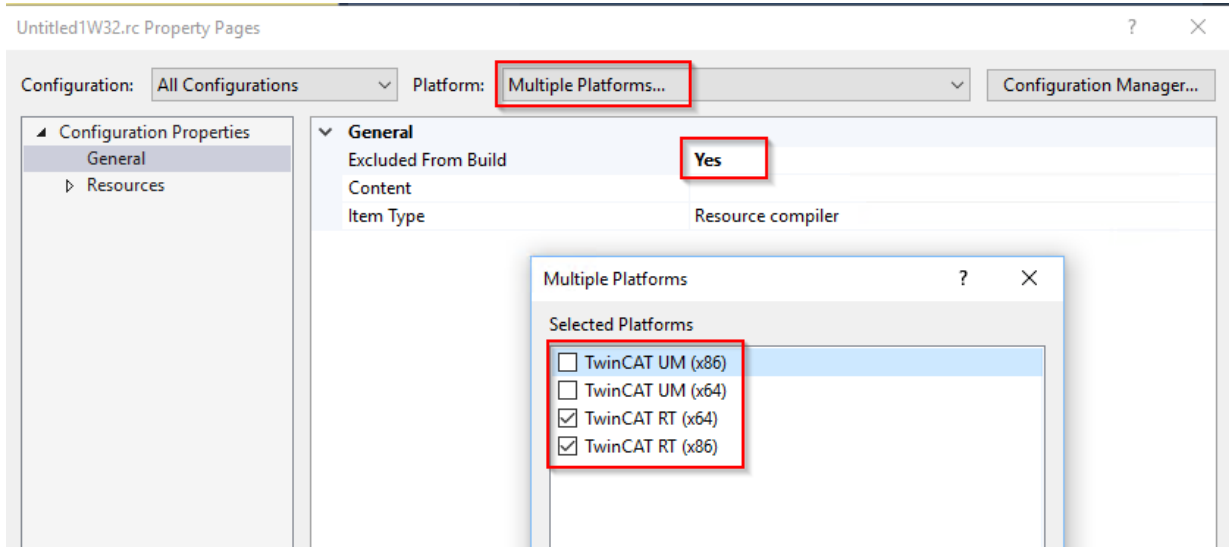 Untitled1W32.rc Property Pages ?
Configuration: All Configurations Platform: Multiple Platforms... Configuration Manager...
Configuration Properties
General
Resources
General
Excluded From Build Yes
Content
Item Type Resource compiler
Multiple Platforms ?
Selected Platforms
TwinCAT UM (x86)
TwinCAT UM (x64)
TwinCAT RT (x64)
TwinCAT RT (x86)